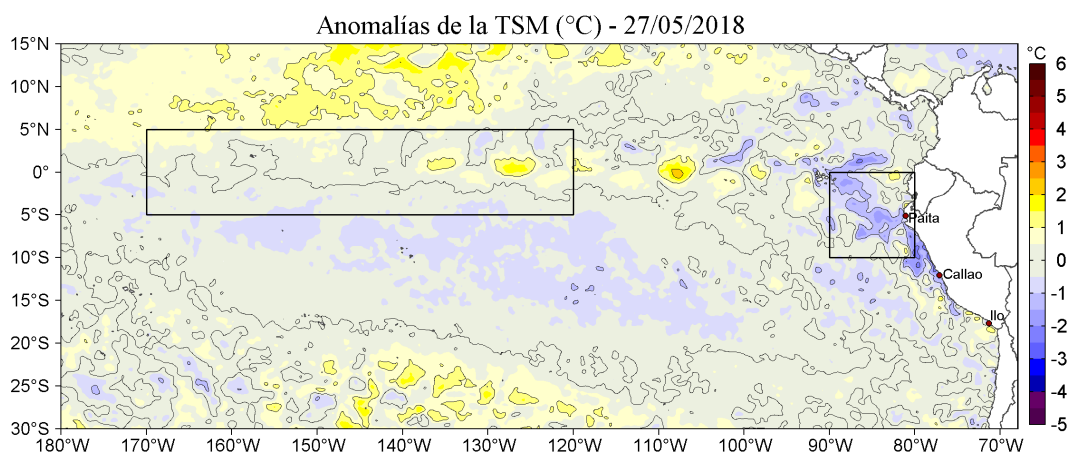 Anomalías de la TSM (°C) - 27/05/2018
15°N
10°N
5°N
0°
5°S
10°S
15°S
20°S
25°S
30°S
180°W
170°W
160°W
150°W
140°W
130°W
120°W
110°W
100°W
90°W
80°W
70°W
Paita
Callao
Ilo
°C
6
5
4
3
2
1
0
-1
-2
-3
-4
-5